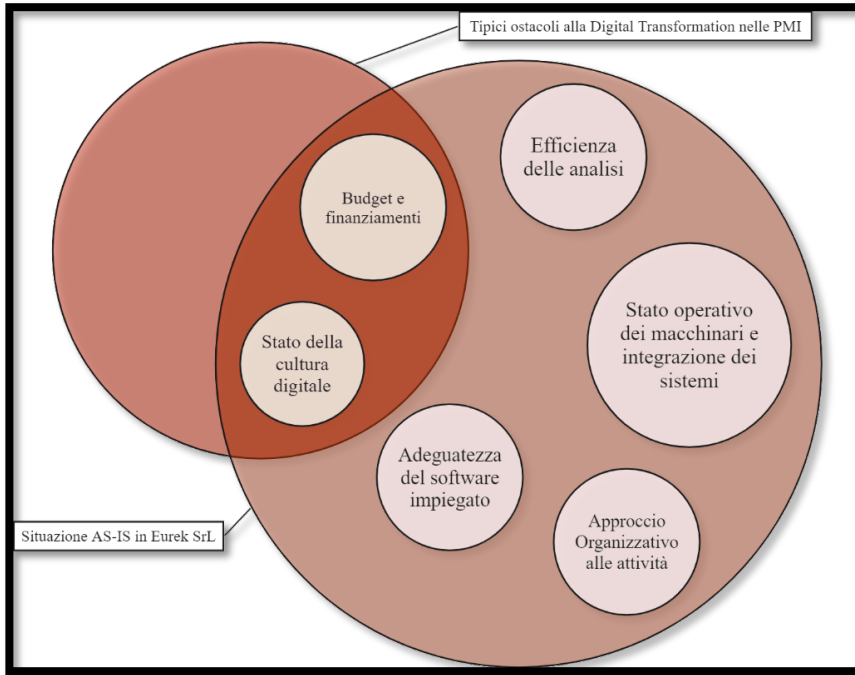 Tipici ostacoli alla Digital Transformation nelle PMI
Efficienza
delle analisi
Budget e
finanziamenti
Stato operativo
dei macchinari e
integrazione dei
sistemi
Stato della
cultura
digitale
Adeguatezza
del software
impiegato
Approccio
Organizzativo
alle attività
Situazione AS-IS in Eurek SrL